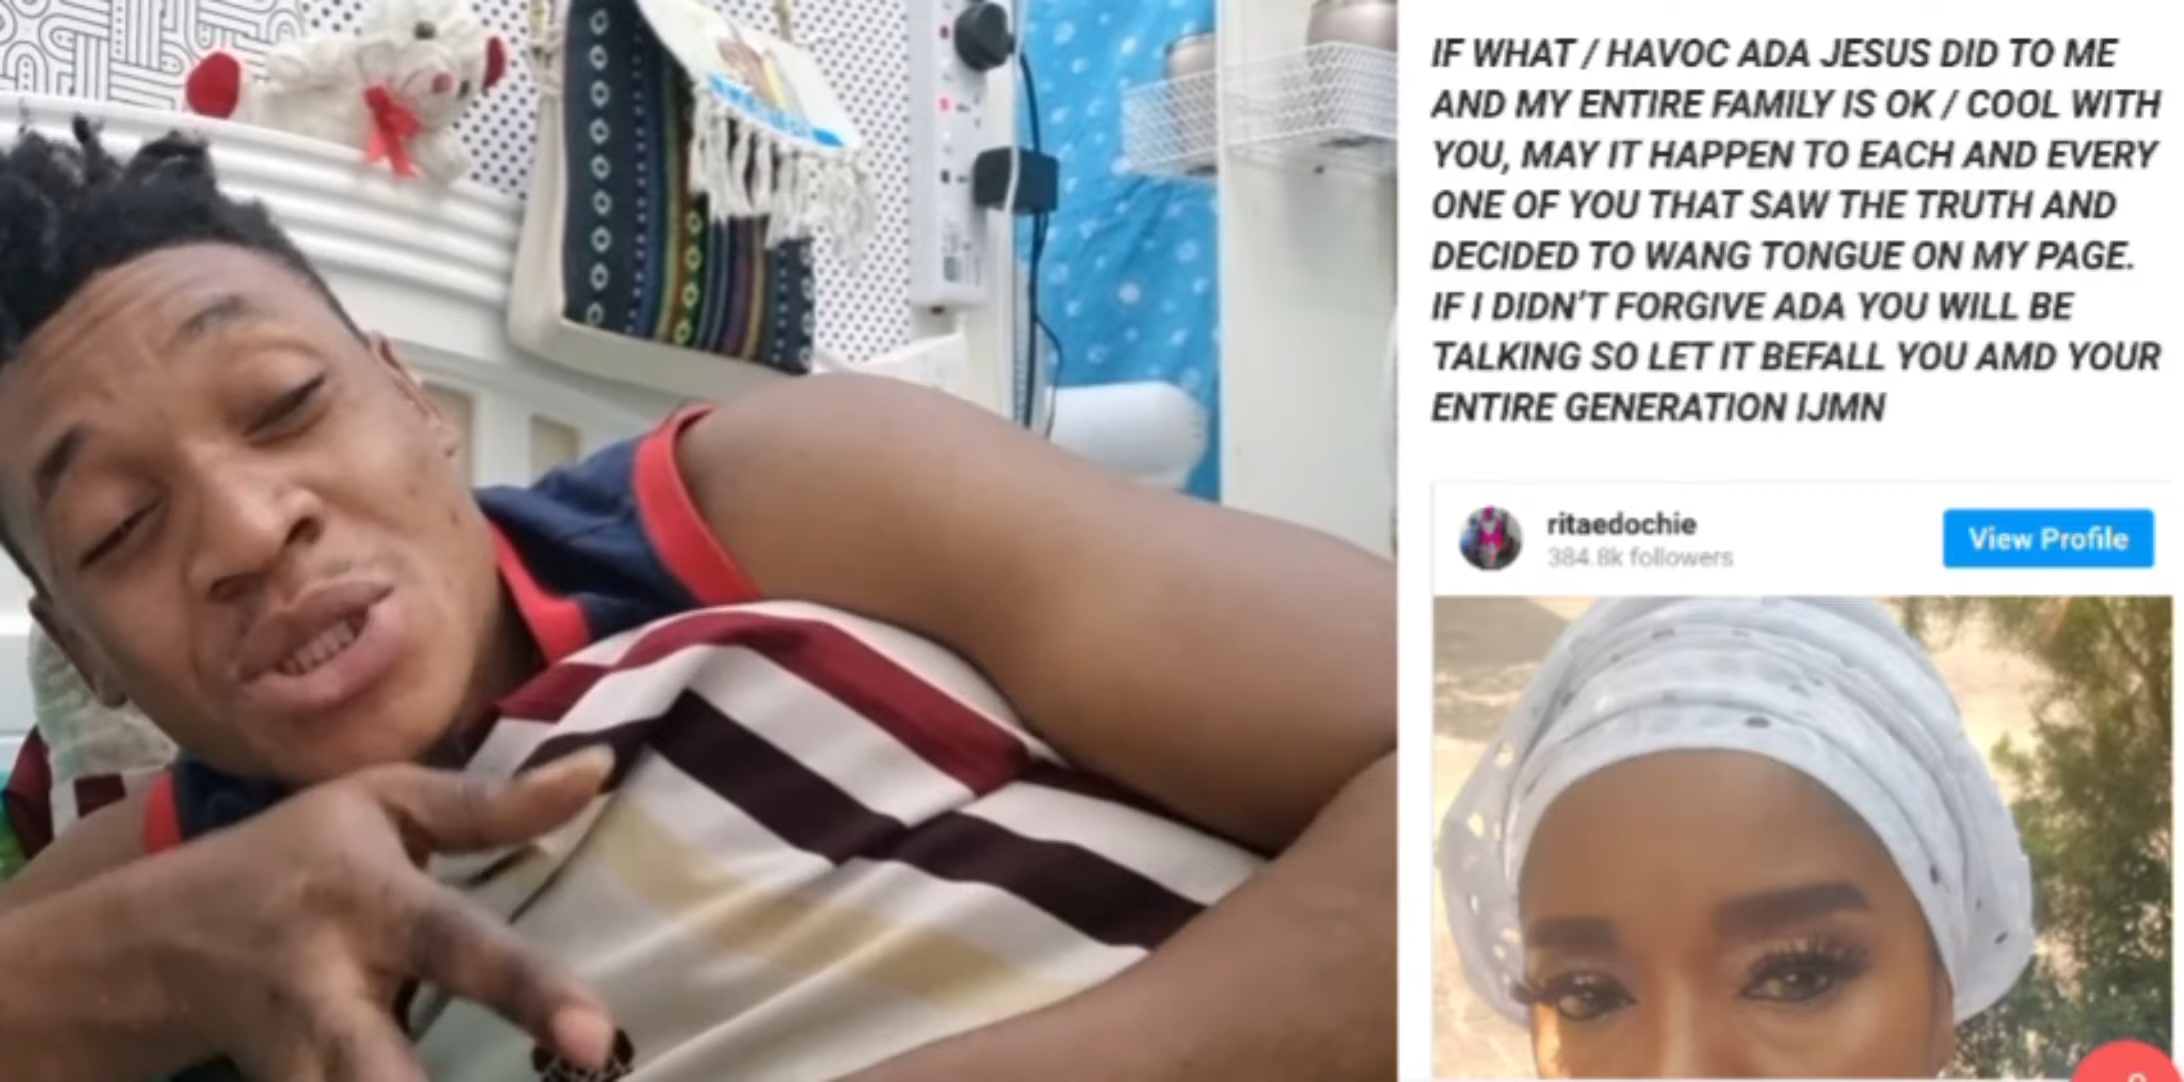 IF WHAT / HAVOC ADA JESUS DID TO ME
AND MY ENTIRE FAMILY IS OK / COOL WITH
YOU, MAY IT HAPPEN TO EACH AND EVERY
ONE OF YOU THAT SAW THE TRUTH AND
DECIDED TO WANG TONGUE ON MY PAGE.
IF I DIDN'T FORGIVE ADA YOU WILL BE
TALKING SO LET IT BEFALL YOU AMD YOUR
ENTIRE GENERATION IJMN
ritaedochie
384.8k followers
View Profile